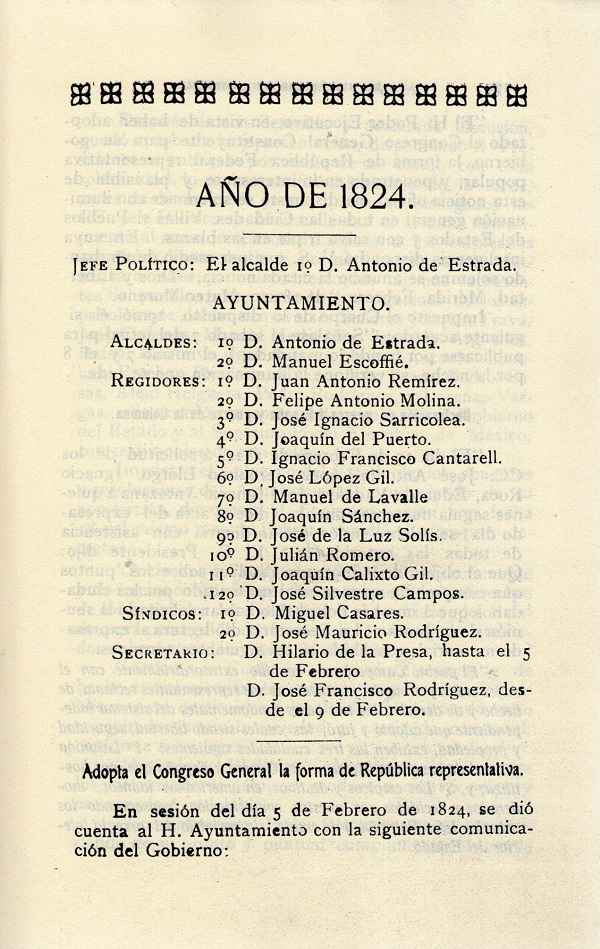 AÑO DE 1824.
JEFE POLÍTICO: El alcalde 1º D. Antonio de Estrada.
AYUNTAMIENTO.
ALCALDES: 1º D. Antonio de Estrada.
2º D. Manuel Escoffié.
REGIDORES: 1º D. Juan Antonio Remírez.
2º D. Felipe Antonio Molina.
3º D. José Ignacio Sarricolea.
4º D. Joaquín del Puerto.
5º D. Ignacio Francisco Cantarell.
6º D. José López Gil.
7º D. Manuel de Lavalle
8º D. Joaquín Sánchez.
9º D. José de la Luz Solís.
10º D. Julián Romero.
11º D. Joaquín Calixto Gil.
12º D. José Silvestre Campos.
SÍNDICOS: 1º D. Miguel Casares.
2º D. José Mauricio Rodríguez.
SECRETARIO: D. Hilario de la Presa, hasta el 5
de Febrero
D. José Francisco Rodríguez, des-
de el 9 de Febrero.
Adopta el Congreso General la forma de República representativa.
En sesión del día 5 de Febrero de 1824, se dió
cuenta al H. Ayuntamiento con la siguiente comunica-
ción del Gobierno: